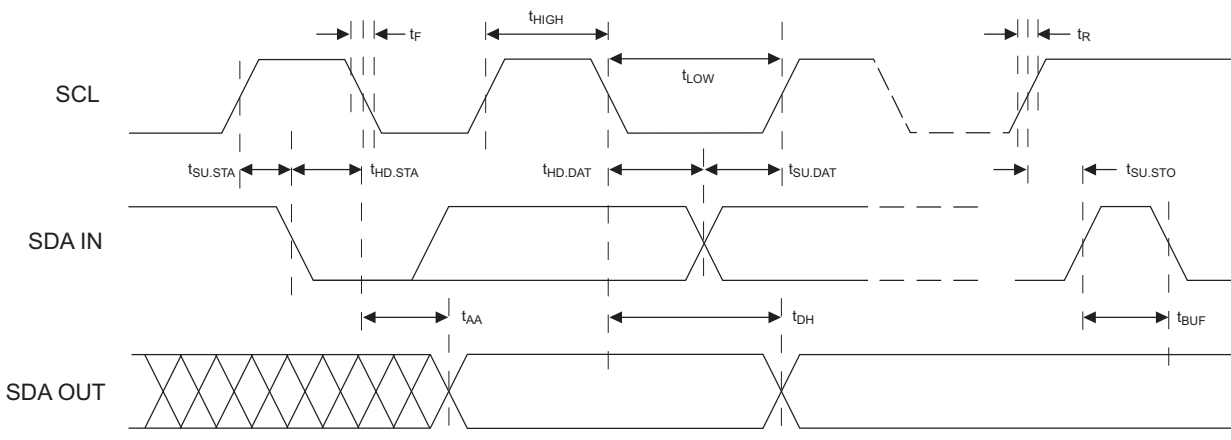 tF
tHIGH
tR
SCL
tLOW
tSU.STA
tHD.STA
tHD.DAT
tSU.DAT
tSU.STO
SDA IN
tAA
tDH
tBUF
SDA OUT